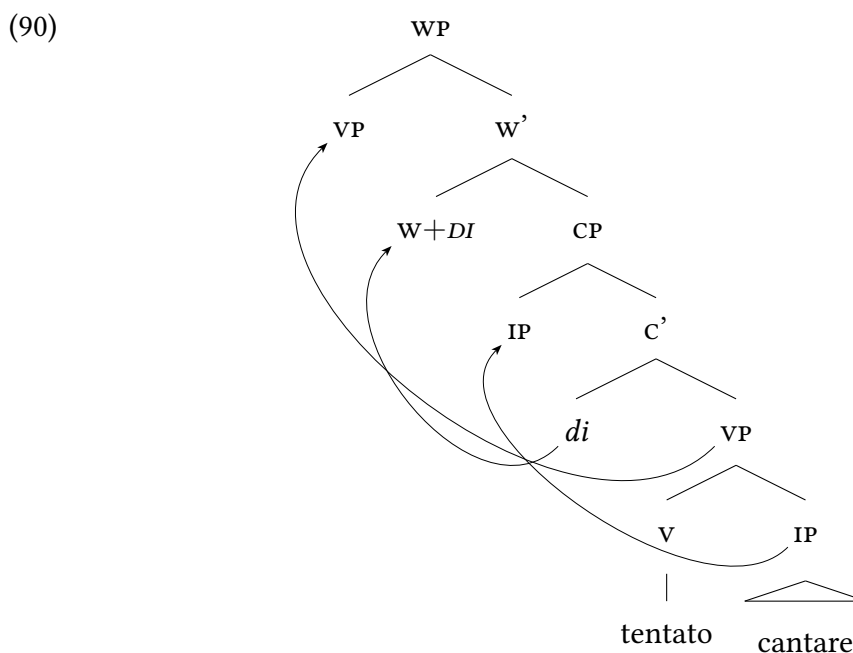 (90)
WP
VP W’
W+DI CP
IP C’
di VP
V IP
tentato cantare